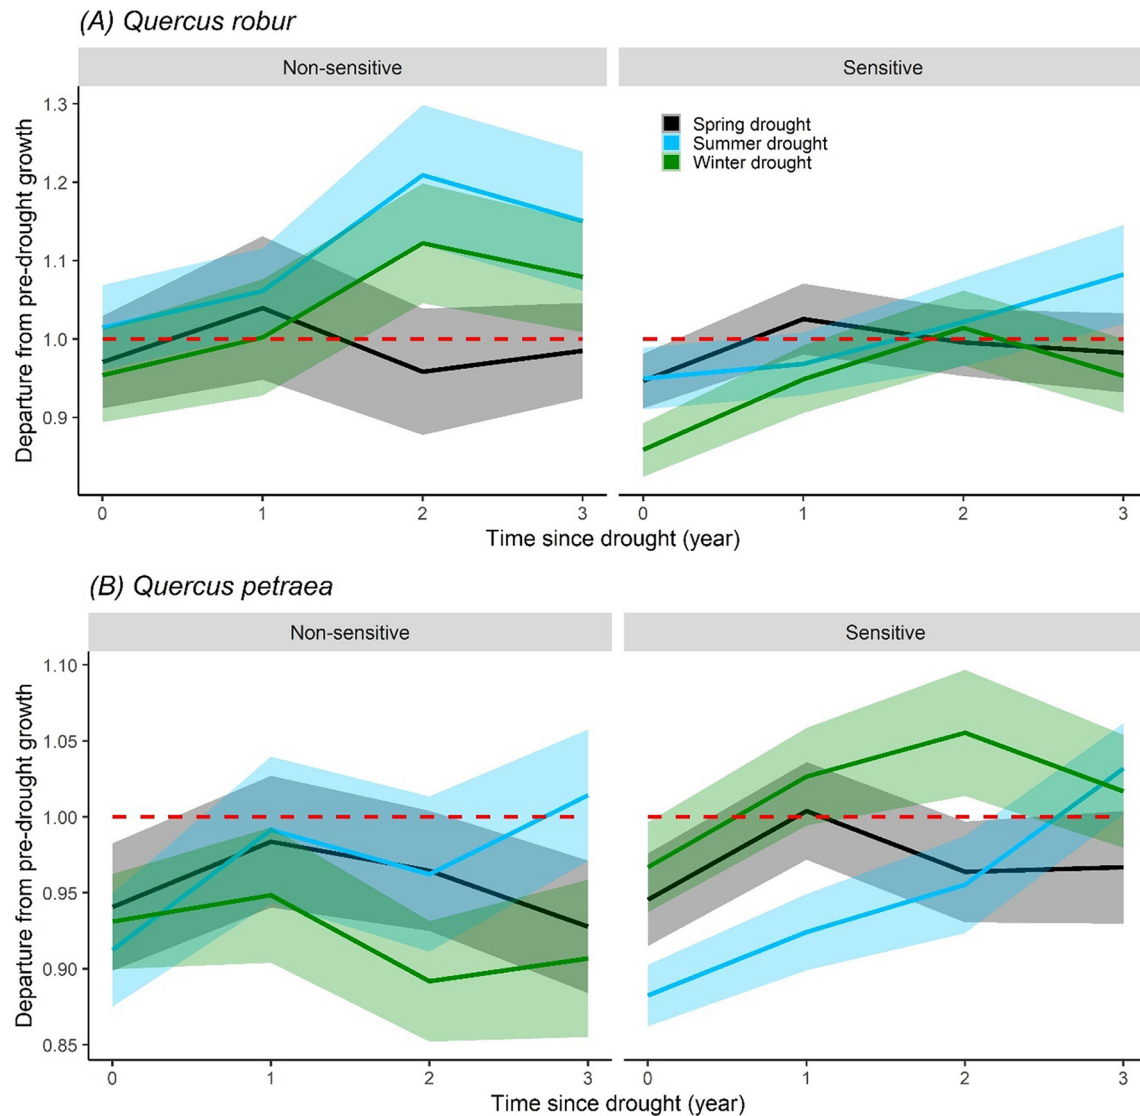 (A) Quercus robur
Non-sensitive
Sensitive
Departure from pre-drought growth
1.3
1.2
1.1
1.0
0.9
Spring drought
Summer drought
Winter drought
0 1 2 3
0 1 2 3
Time since drought (year)
(B) Quercus petraea
Non-sensitive
Sensitive
Departure from pre-drought growth
1.10
1.05
1.00
0.95
0.90
0.85
0 1 2 3
0 1 2 3
Time since drought (year)